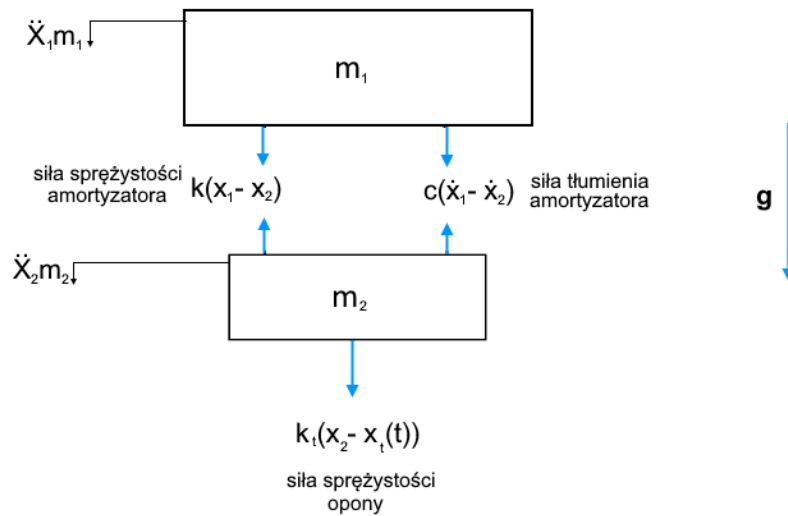 Ẍ₁m₁
m₁
siła sprężystości
amortyzatora
k(x₁- x₂)
c(ẋ₁- ẋ₂)
siła tłumienia
amortyzatora
g
Ẍ₂m₂
m₂
kₜ(x₂- xₜ(t))
siła sprężystości
opony